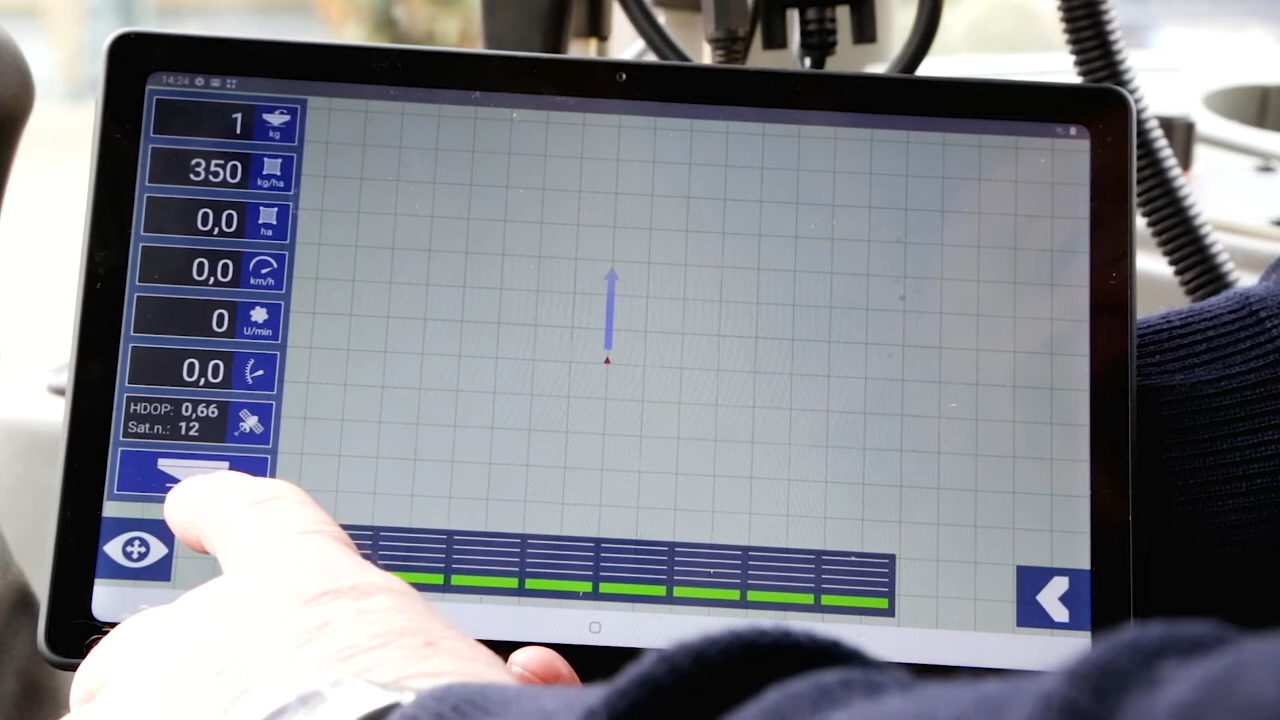 14:24
1
kg
350
kg/ha
0,0
ha
0,0
km/h
0
U/min
0,0
HDOP: 0,66
Sat.n.: 12